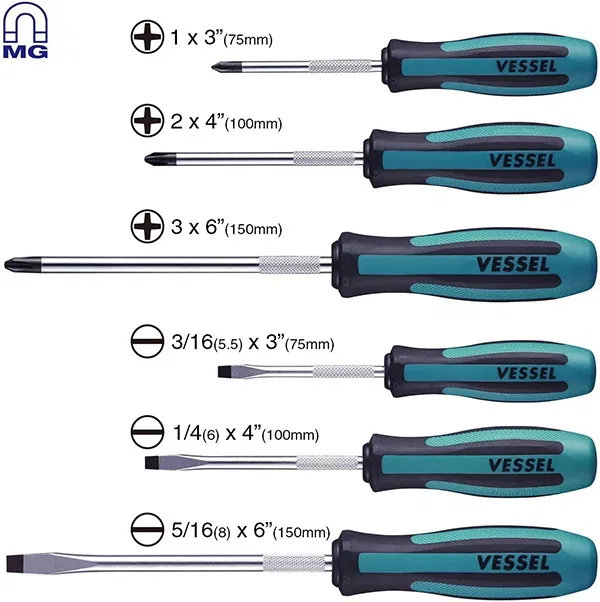 MG
1 x 3”(75mm)
VESSEL
2 x 4”(100mm)
VESSEL
3 x 6”(150mm)
VESSEL
3/16(5.5) x 3”(75mm)
VESSEL
1/4(6) x 4”(100mm)
VESSEL
5/16(8) x 6”(150mm)
VESSEL